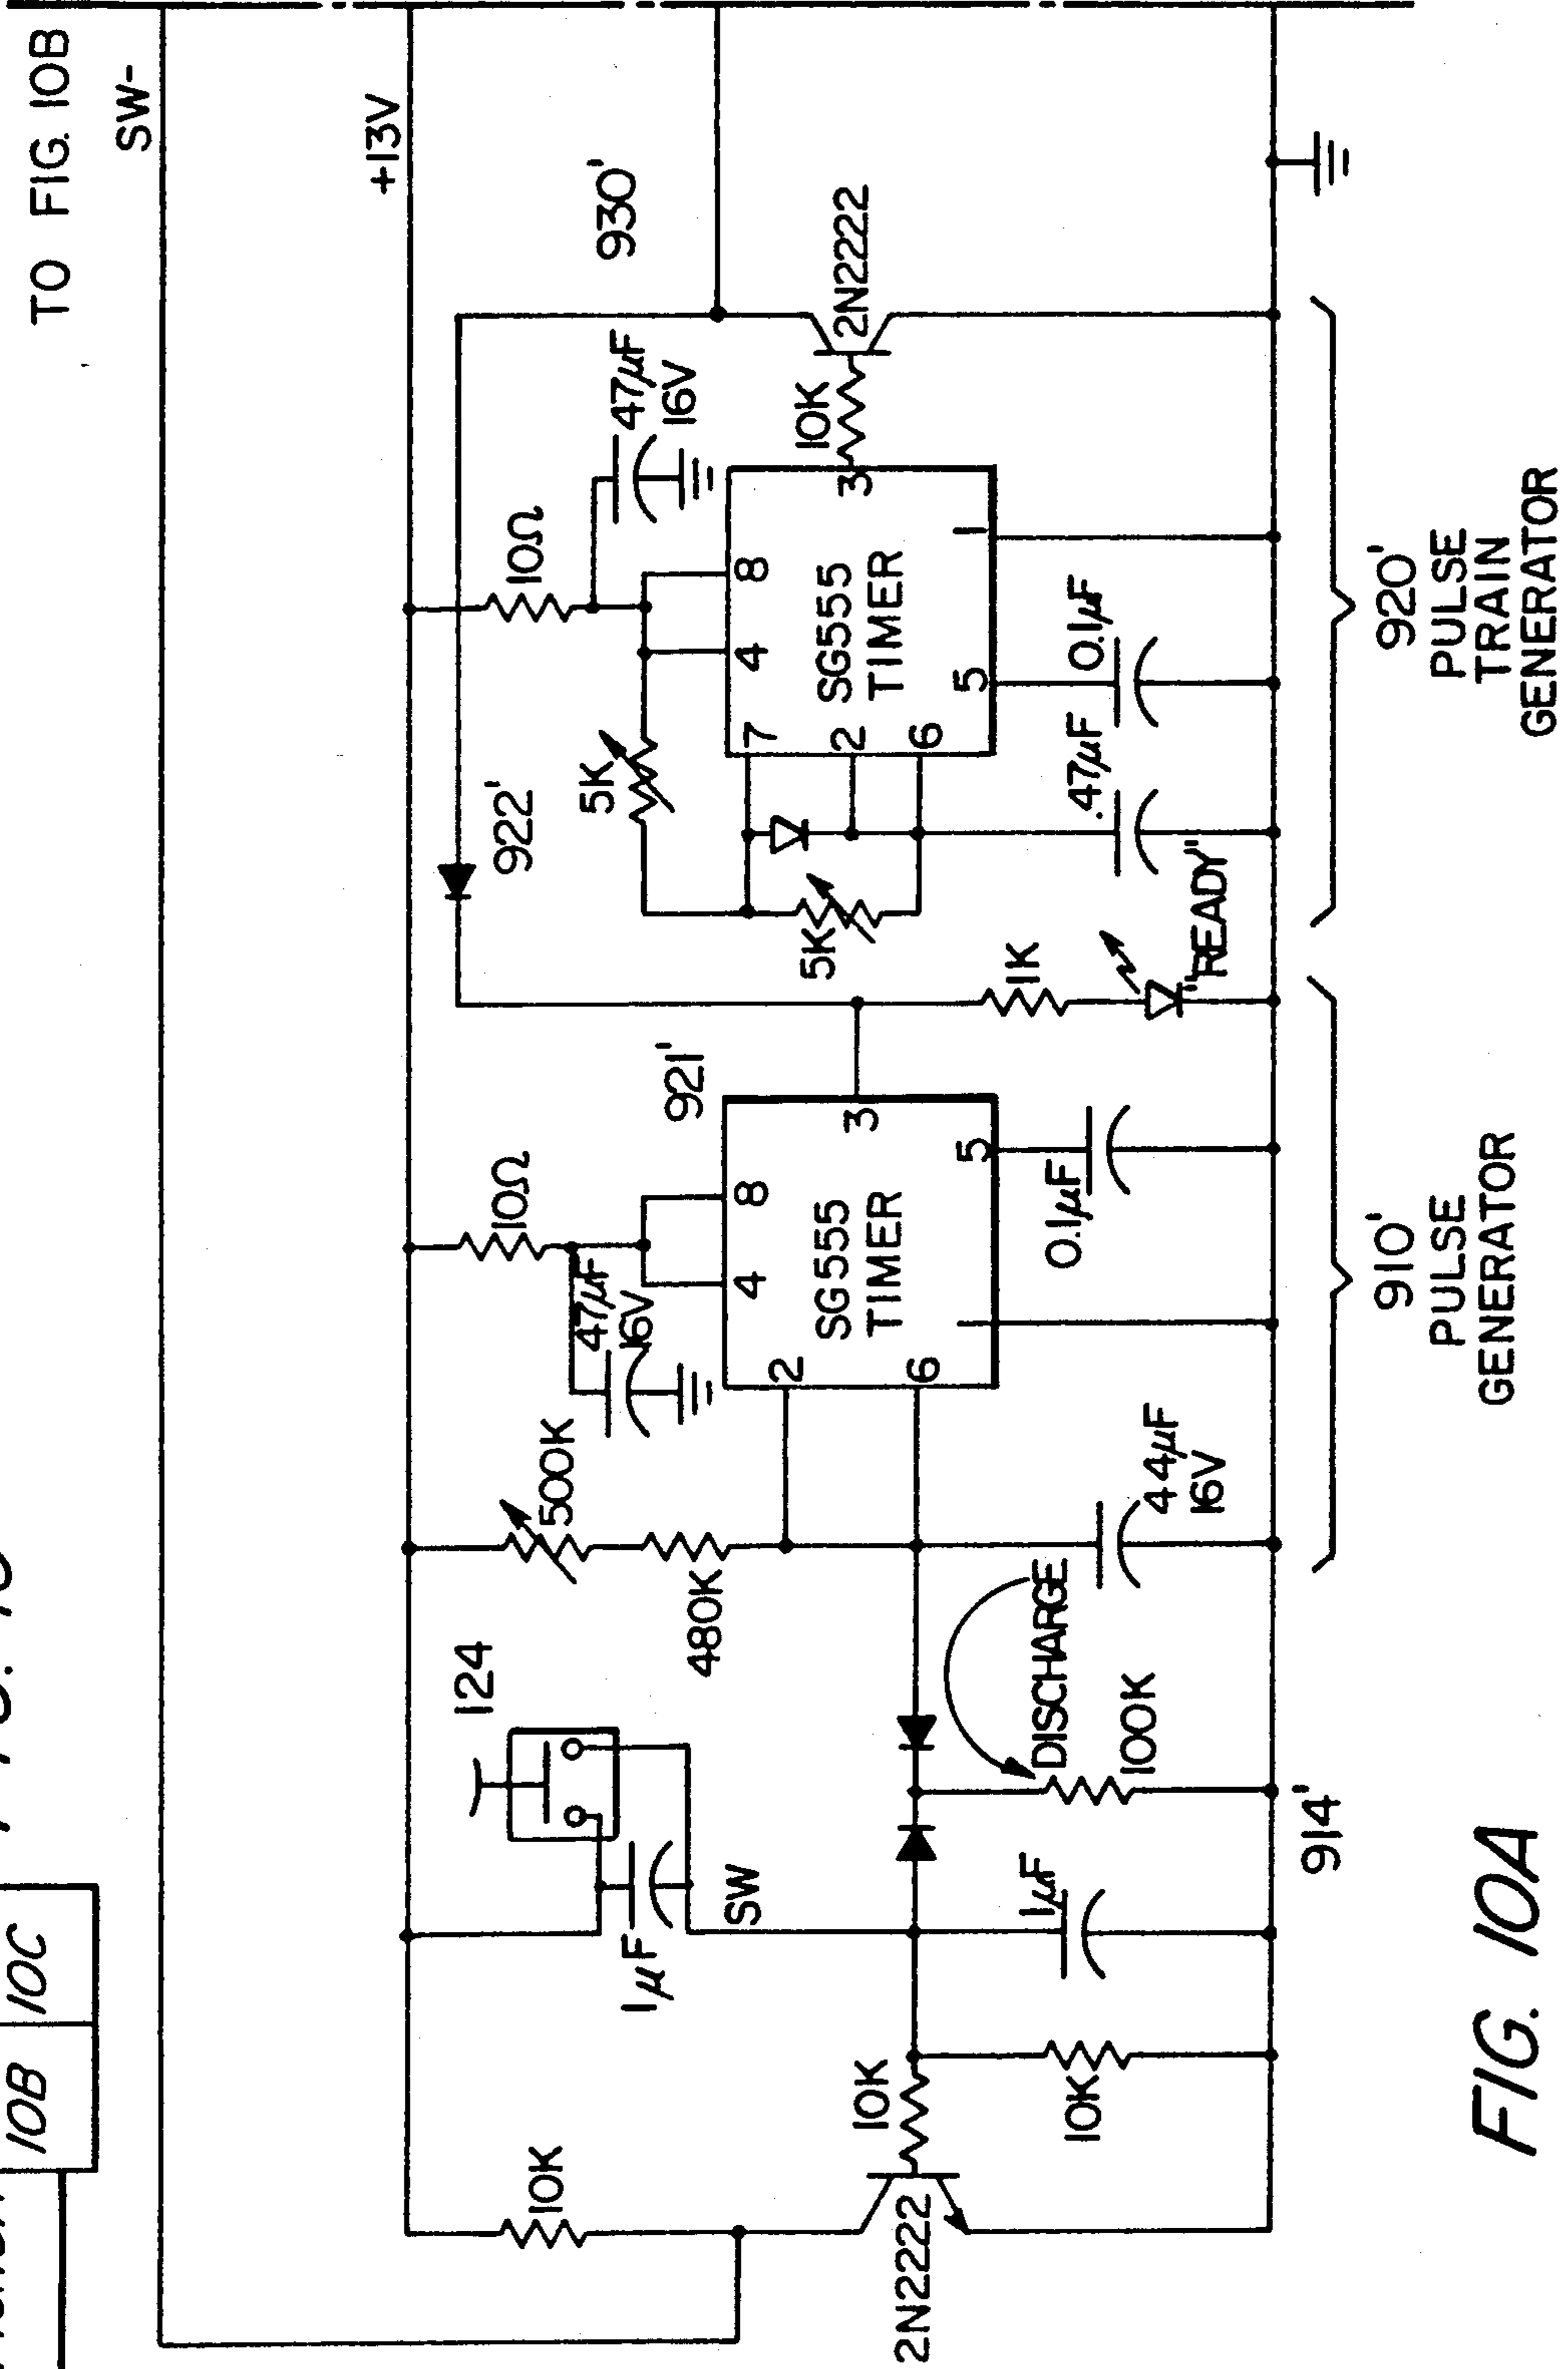 TO FIG. 10B
SW-
+13V
10B
10C
930'
922'
10Ω
47µF
16V
5K
5K
10K
2N2222
7
4
8
2
6
3
5
1
SG555
TIMER
.47µF
0.1µF
1K
"READY"
920'
PULSE
TRAIN
GENERATOR
921'
10Ω
47µF
16V
500K
480K
4
8
2
6
3
5
1
SG555
TIMER
0.1µF
44µF
16V
910'
PULSE
GENERATOR
124
1µF
SW
DISCHARGE
100K
1µF
914'
10K
10K
10K
2N2222
FIG. 10A